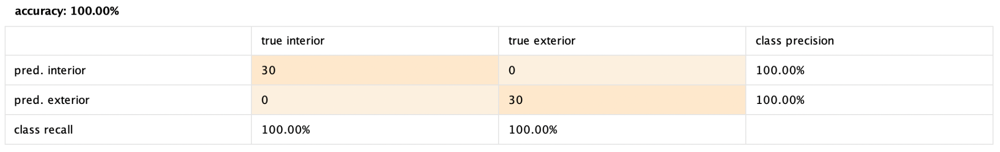 accuracy: 100.00%
true interior true exterior class precision
pred. interior 30 0 100.00%
pred. exterior 0 30 100.00%
class recall 100.00% 100.00%